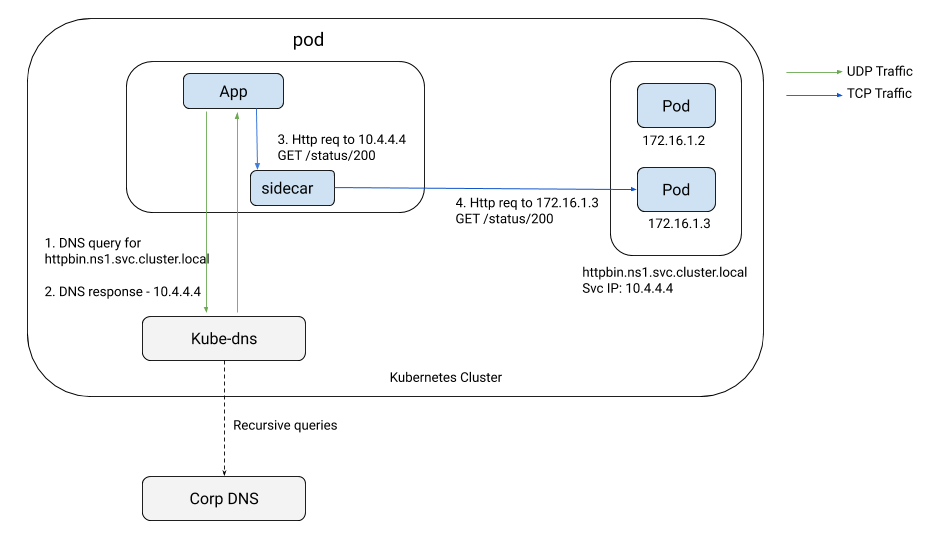 pod
App
UDP Traffic
TCP Traffic
Pod
172.16.1.2
3. Http req to 10.4.4.4
GET /status/200
sidecar
Pod
172.16.1.3
4. Http req to 172.16.1.3
GET /status/200
1. DNS query for
httpbin.ns1.svc.cluster.local
2. DNS response - 10.4.4.4
httpbin.ns1.svc.cluster.local
Svc IP: 10.4.4.4
Kube-dns
Kubernetes Cluster
Recursive queries
Corp DNS